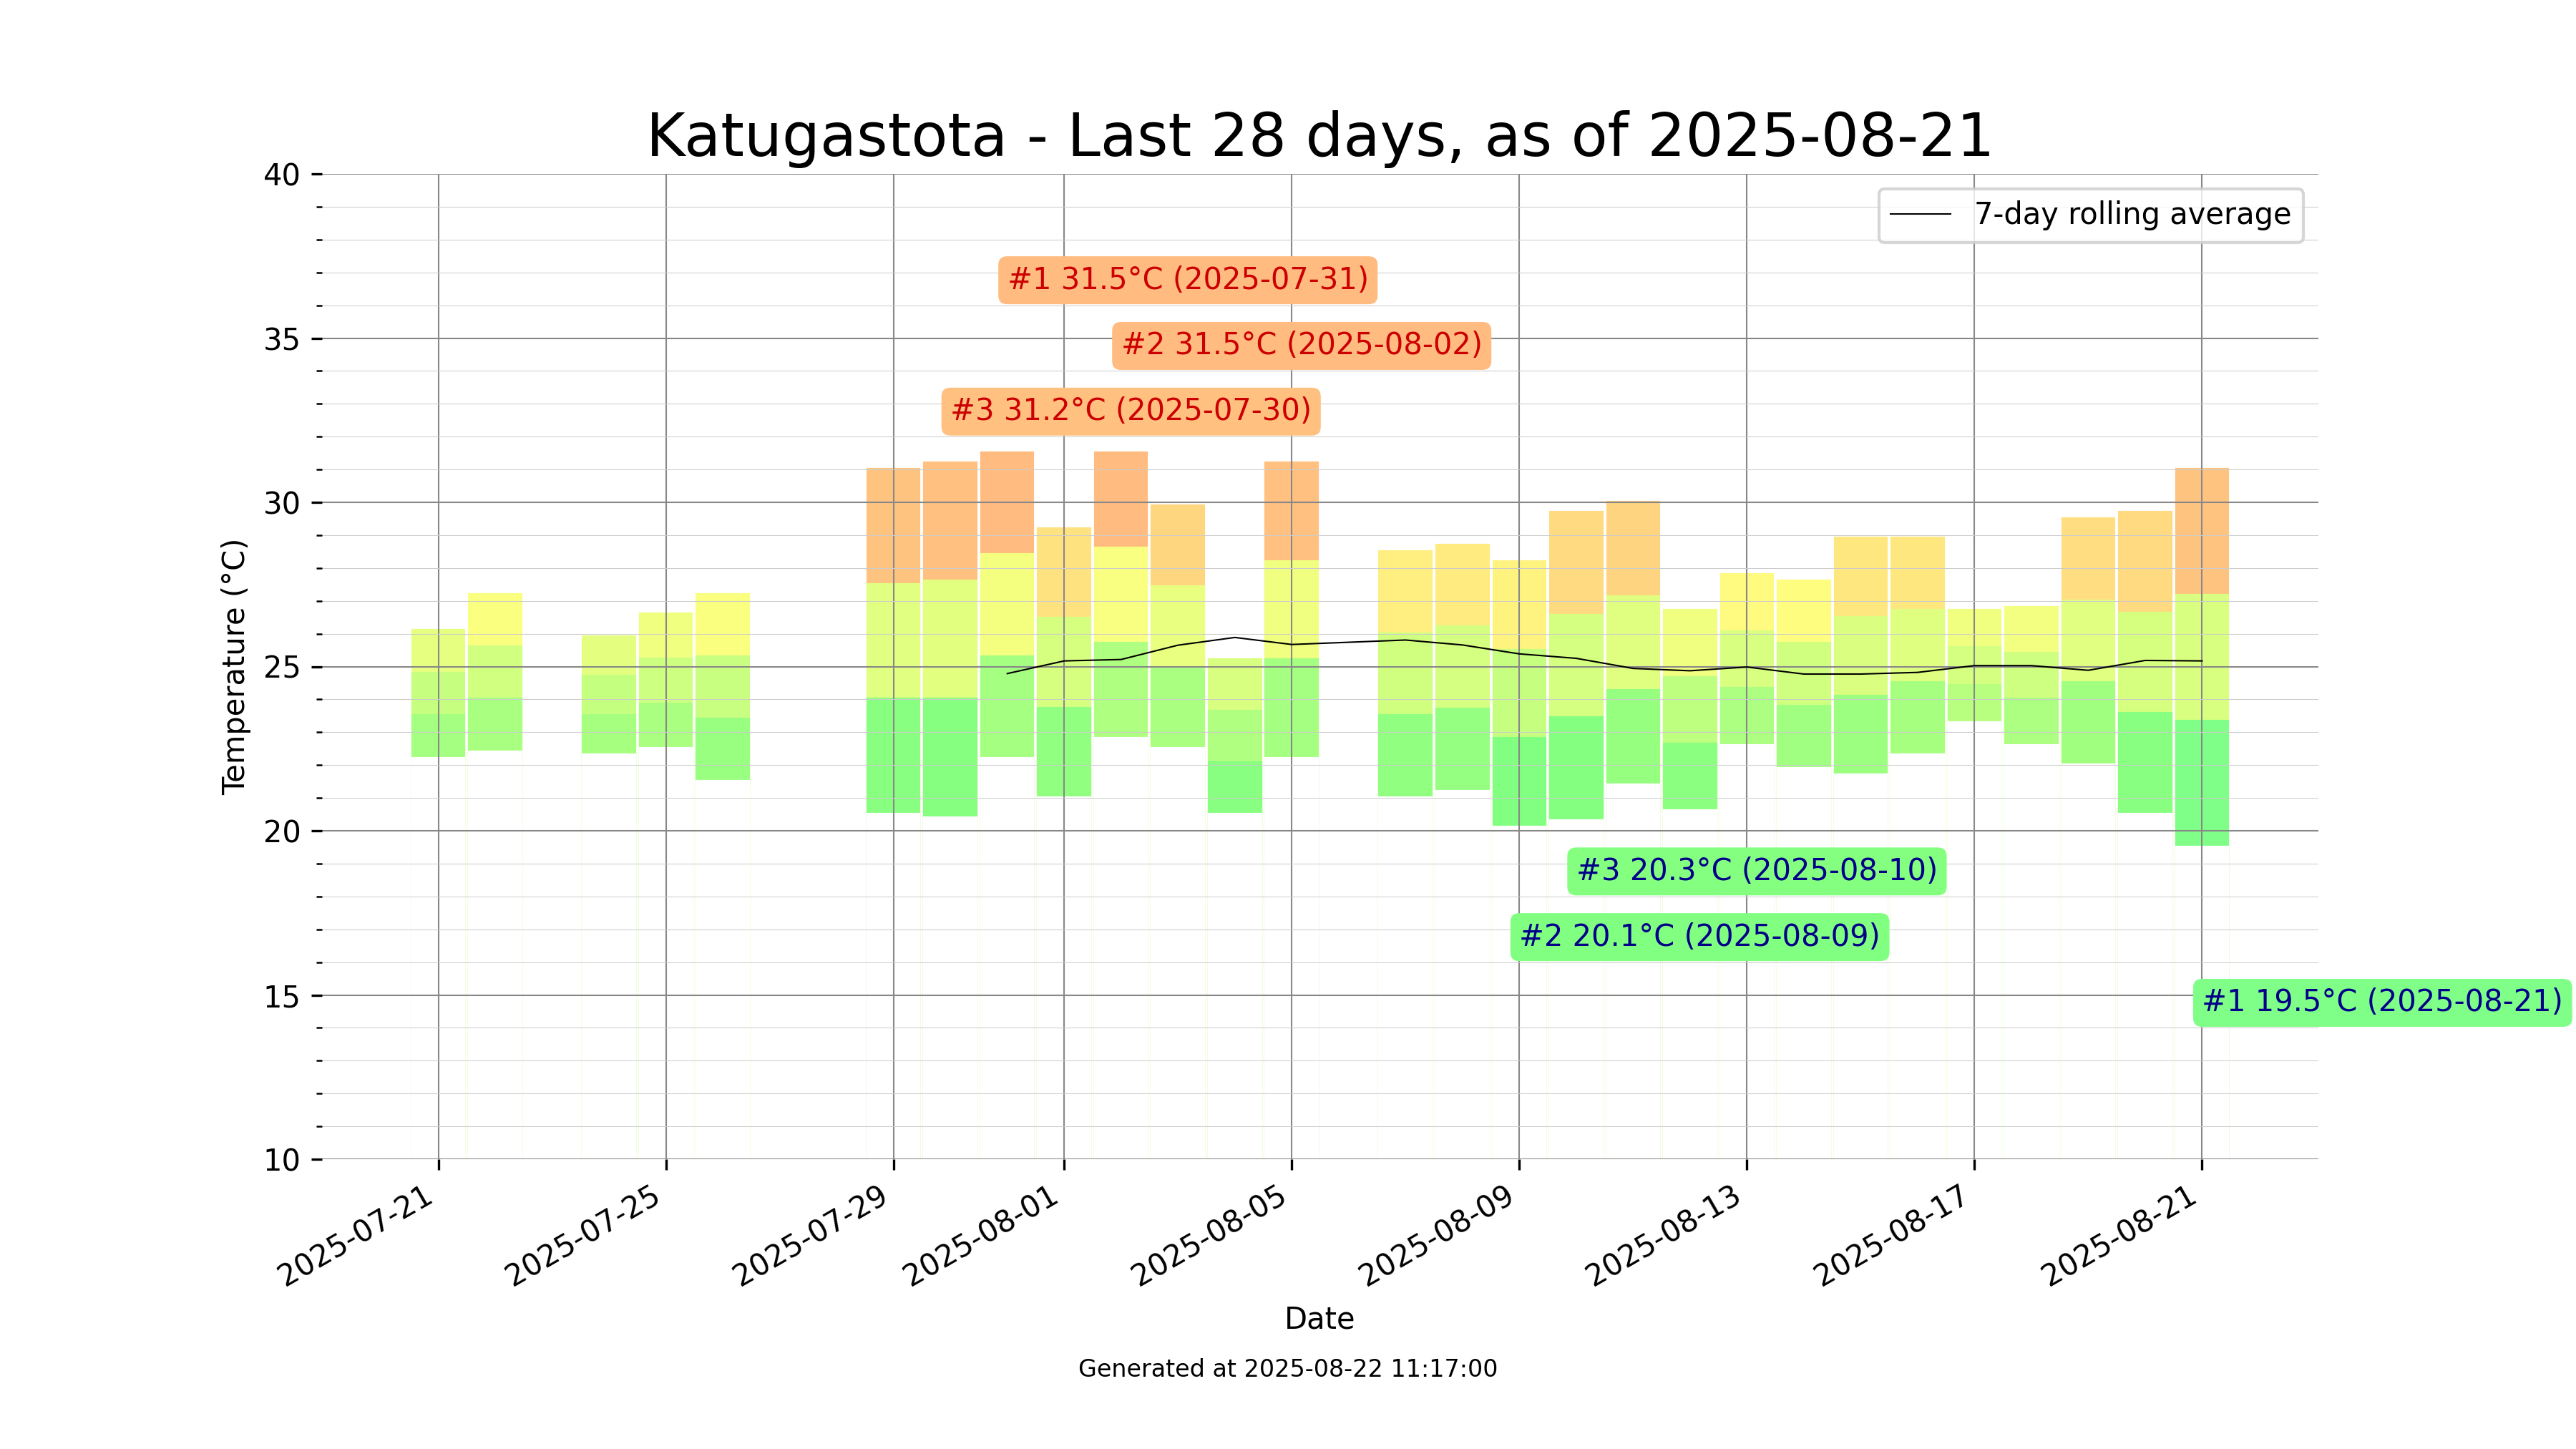 Katugastota - Last 28 days, as of 2025-08-21
40
35
30
25
20
15
10
Temperature (°C)
7-day rolling average
#1 31.5°C (2025-07-31)
#2 31.5°C (2025-08-02)
#3 31.2°C (2025-07-30)
#3 20.3°C (2025-08-10)
#2 20.1°C (2025-08-09)
#1 19.5°C (2025-08-21)
2025-07-21
2025-07-25
2025-07-29
2025-08-01
2025-08-05
2025-08-09
2025-08-13
2025-08-17
2025-08-21
Date
Generated at 2025-08-22 11:17:00